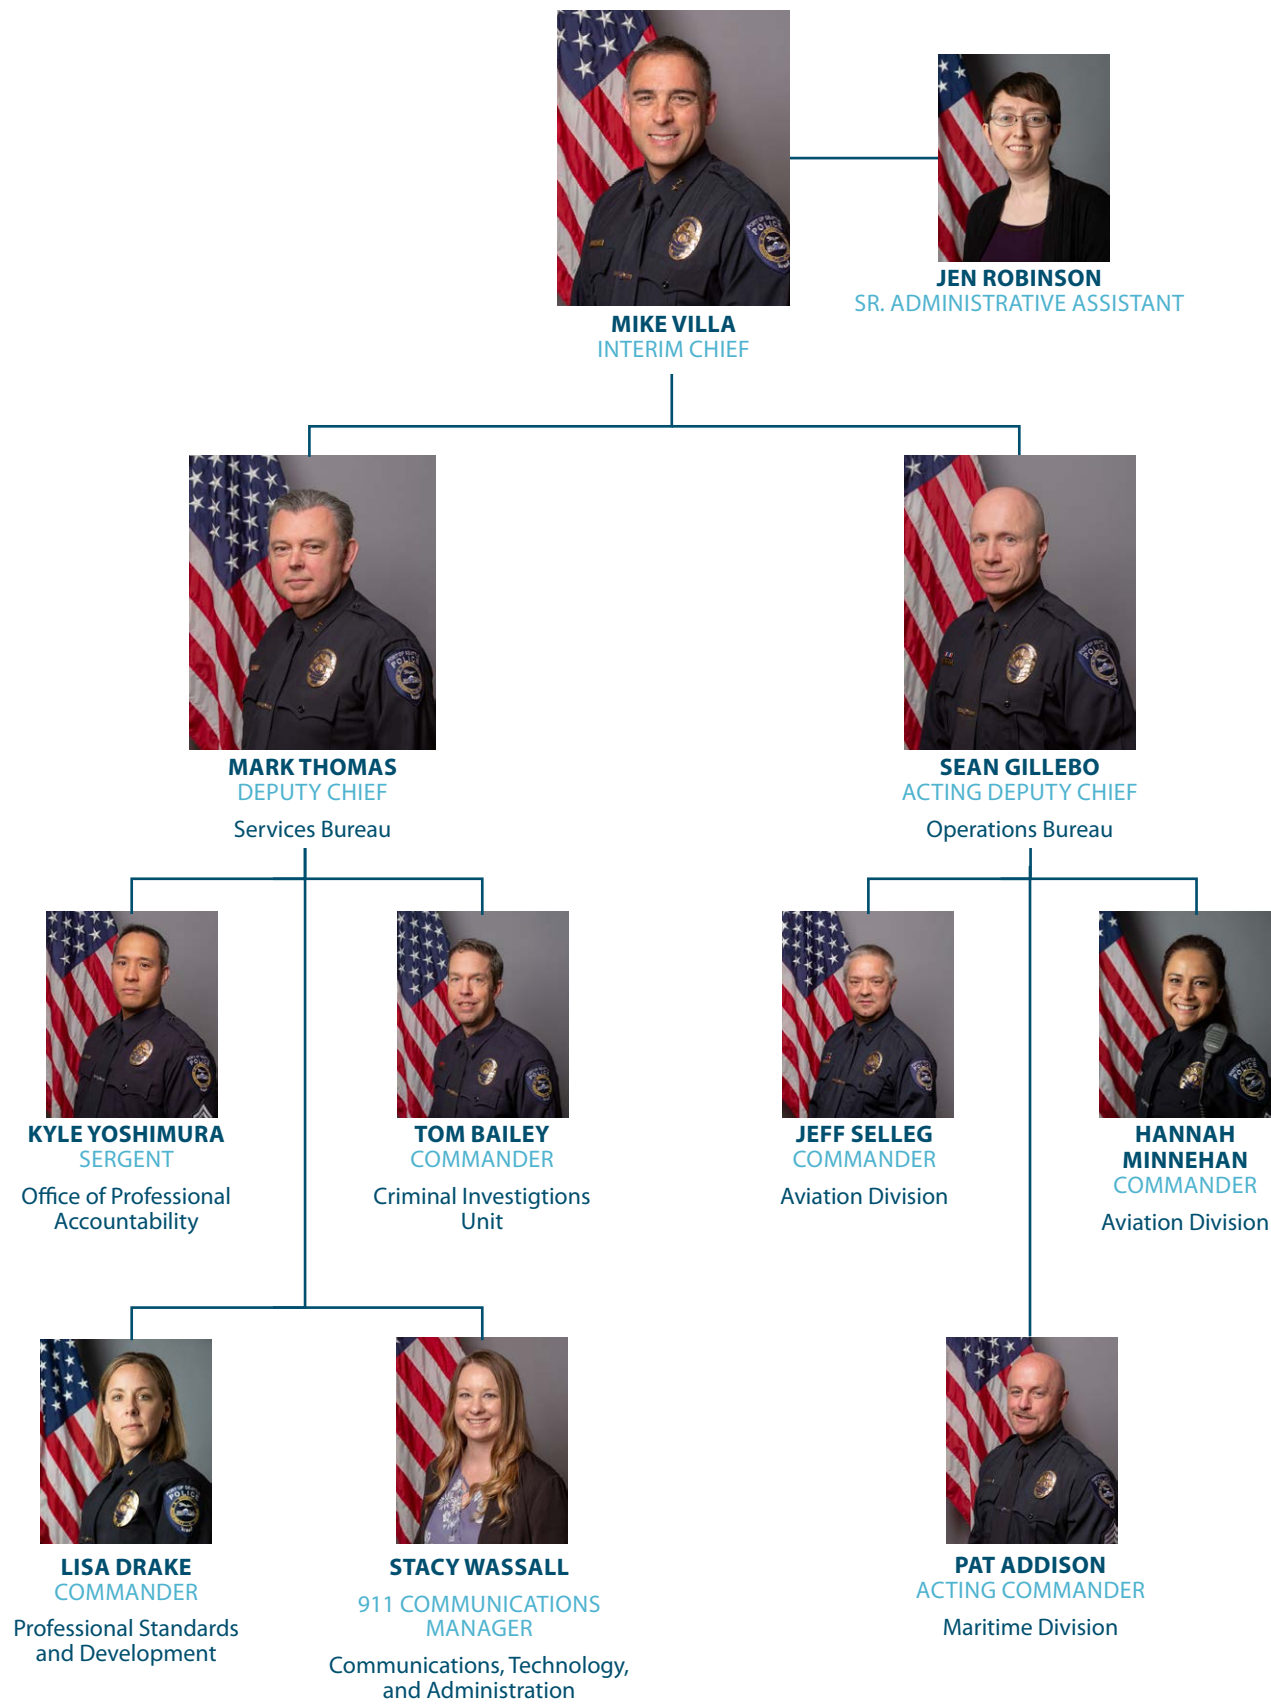 JEN ROBINSON
SR. ADMINISTRATIVE ASSISTANT
MIKE VILLA
INTERIM CHIEF
MARK THOMAS
DEPUTY CHIEF
Services Bureau
SEAN GILLEBO
ACTING DEPUTY CHIEF
Operations Bureau
KYLE YOSHIMURA
SERGENT
Office of Professional
Accountability
TOM BAILEY
COMMANDER
Criminal Investigtions
Unit
JEFF SELLEG
COMMANDER
Aviation Division
HANNAH
MINNEHAN
COMMANDER
Aviation Division
LISA DRAKE
COMMANDER
Professional Standards
and Development
STACY WASSALL
911 COMMUNICATIONS
MANAGER
Communications, Technology,
and Administration
PAT ADDISON
ACTING COMMANDER
Maritime Division